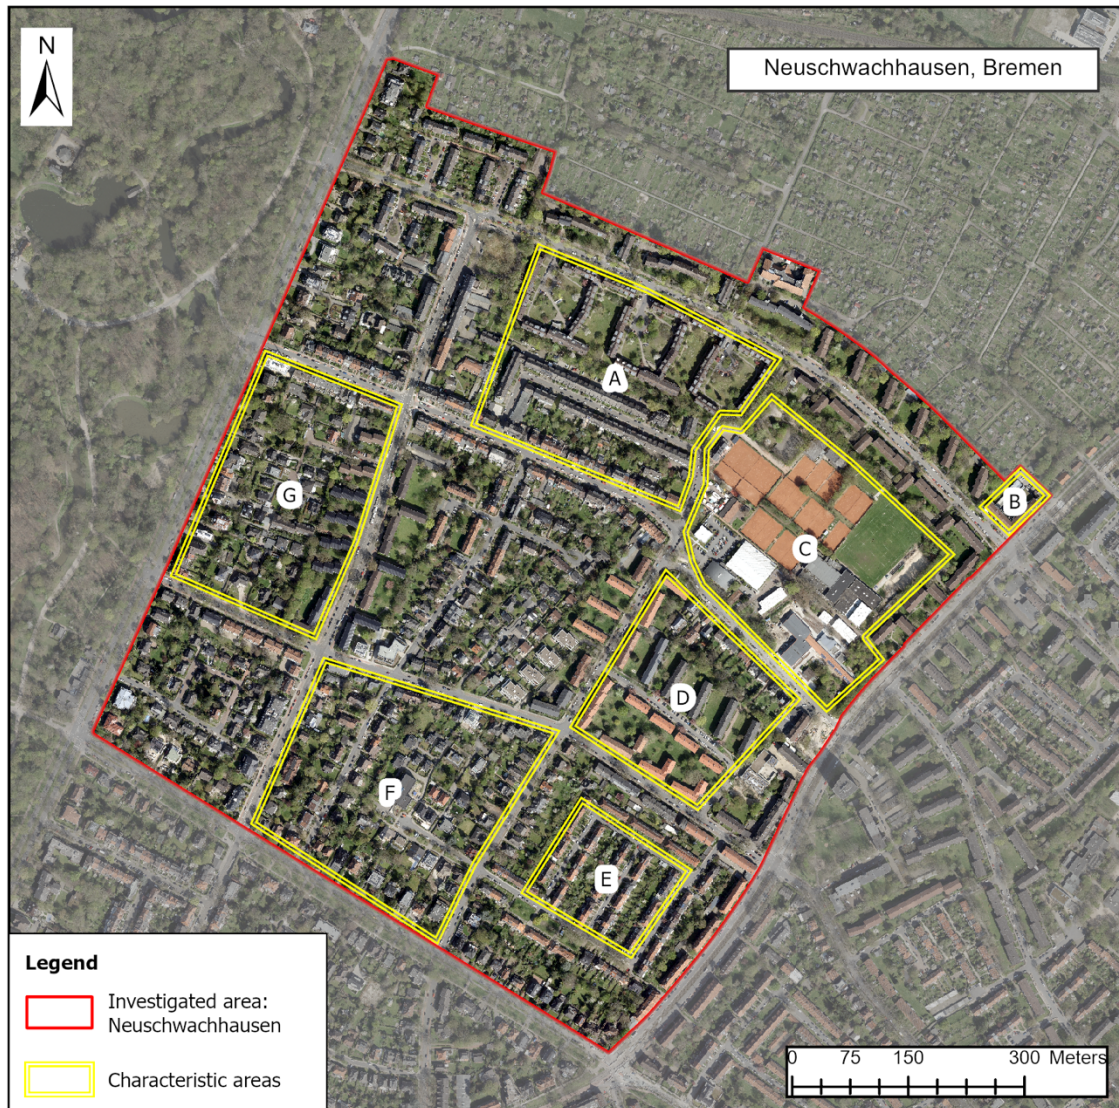 N
Neuschwachhausen, Bremen
A
B
G
C
D
F
E
Legend
Investigated area:
Neuschwachhausen
Characteristic areas
0 75 150 300 Meters